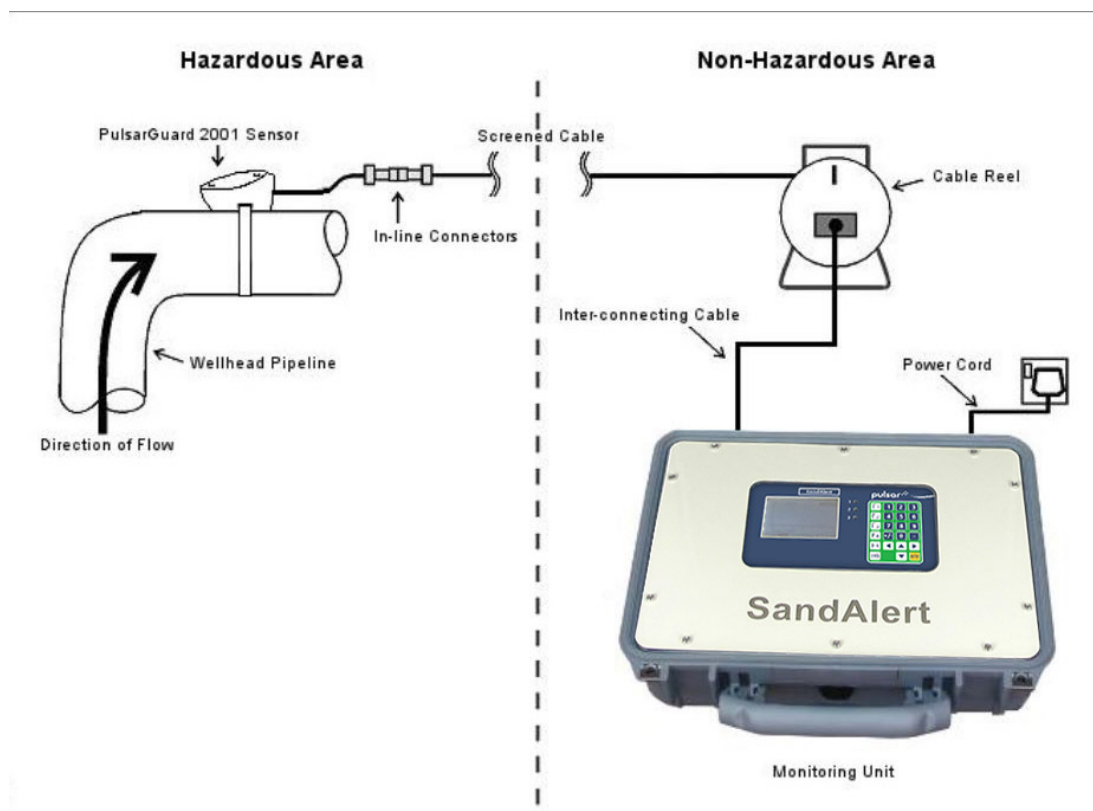 Hazardous Area
Non-Hazardous Area
PulsarGuard 2001 Sensor
Screened Cable
Cable Reel
In-line Connectors
Inter-connecting Cable
Wellhead Pipeline
Power Cord
Direction of Flow
SandAlert
pulsar
SandAlert
Monitoring Unit